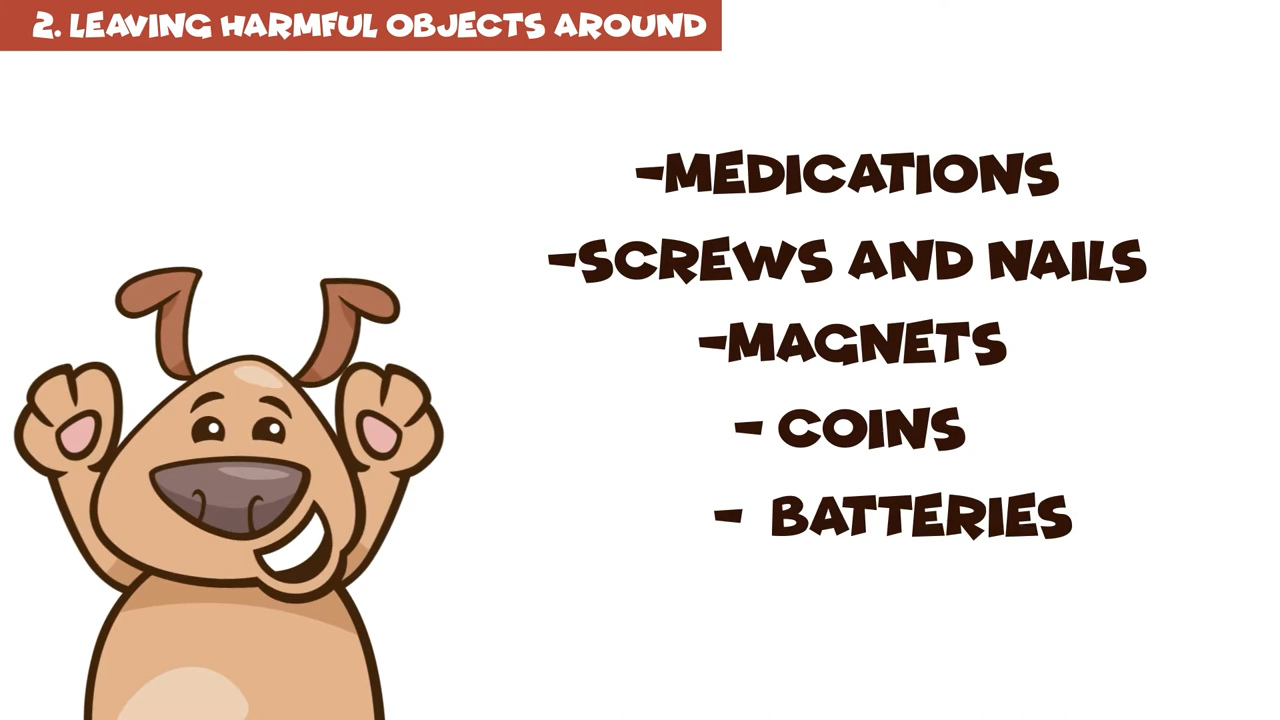 2. LEAVING HARMFUL OBJECTS AROUND
-MEDICATIONS
-SCREWS AND NAILS
-MAGNETS
- COINS
- BATTERIES